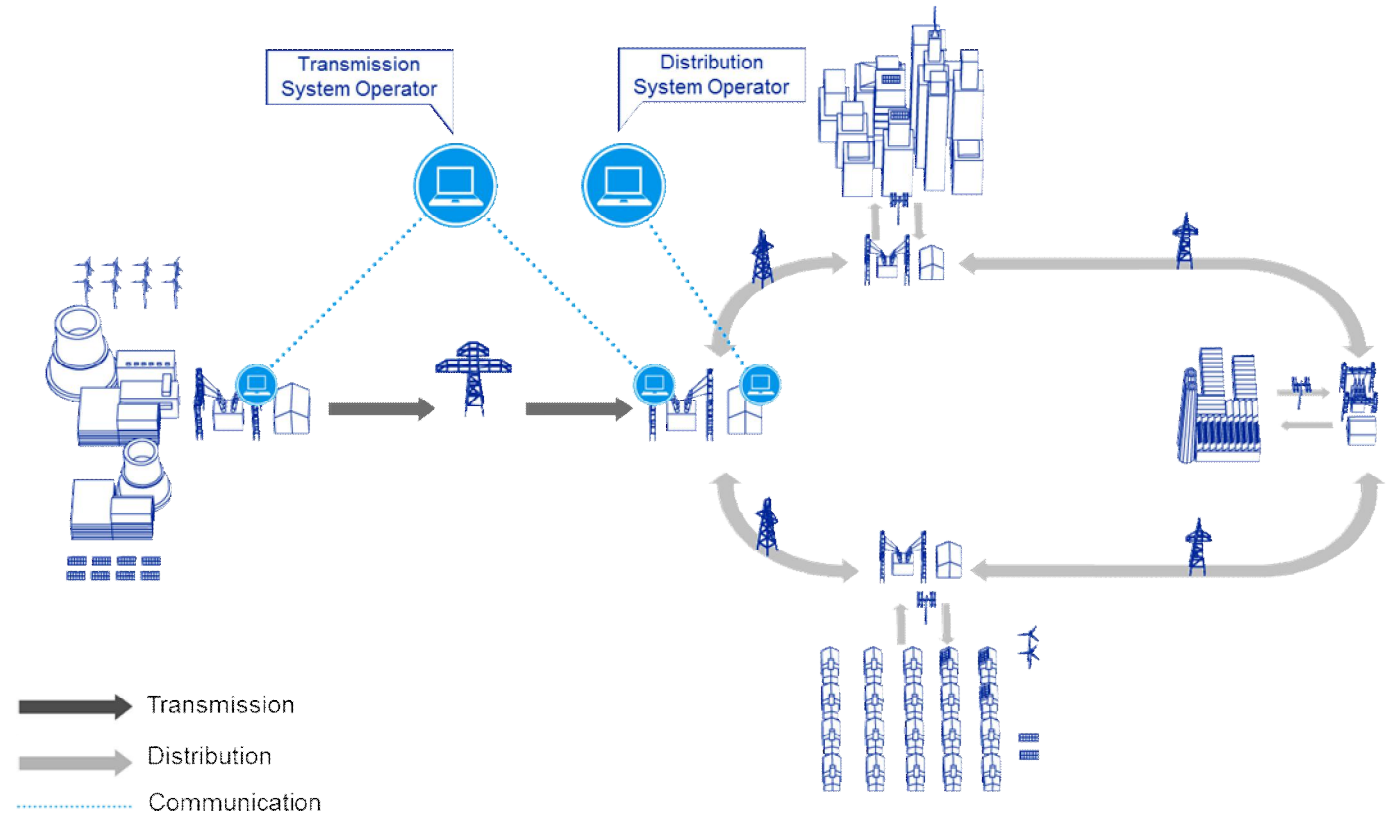 Transmission
System Operator
Distribution
System Operator
Transmission
Distribution
Communication